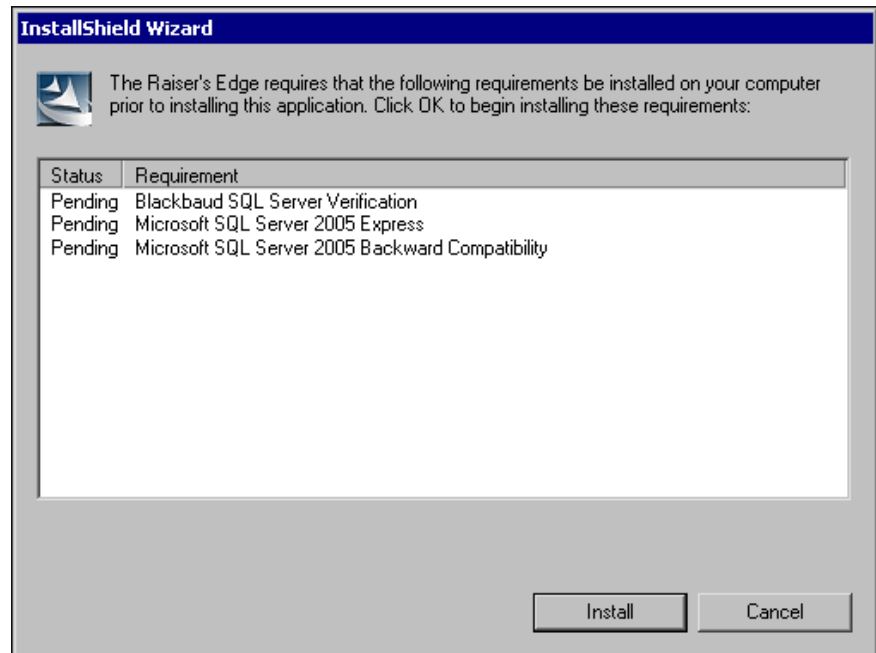 InstallShield Wizard
The Raiser's Edge requires that the following requirements be installed on your computer
prior to installing this application. Click OK to begin installing these requirements:
Status Requirement
Pending Blackbaud SQL Server Verification
Pending Microsoft SQL Server 2005 Express
Pending Microsoft SQL Server 2005 Backward Compatibility
Install Cancel